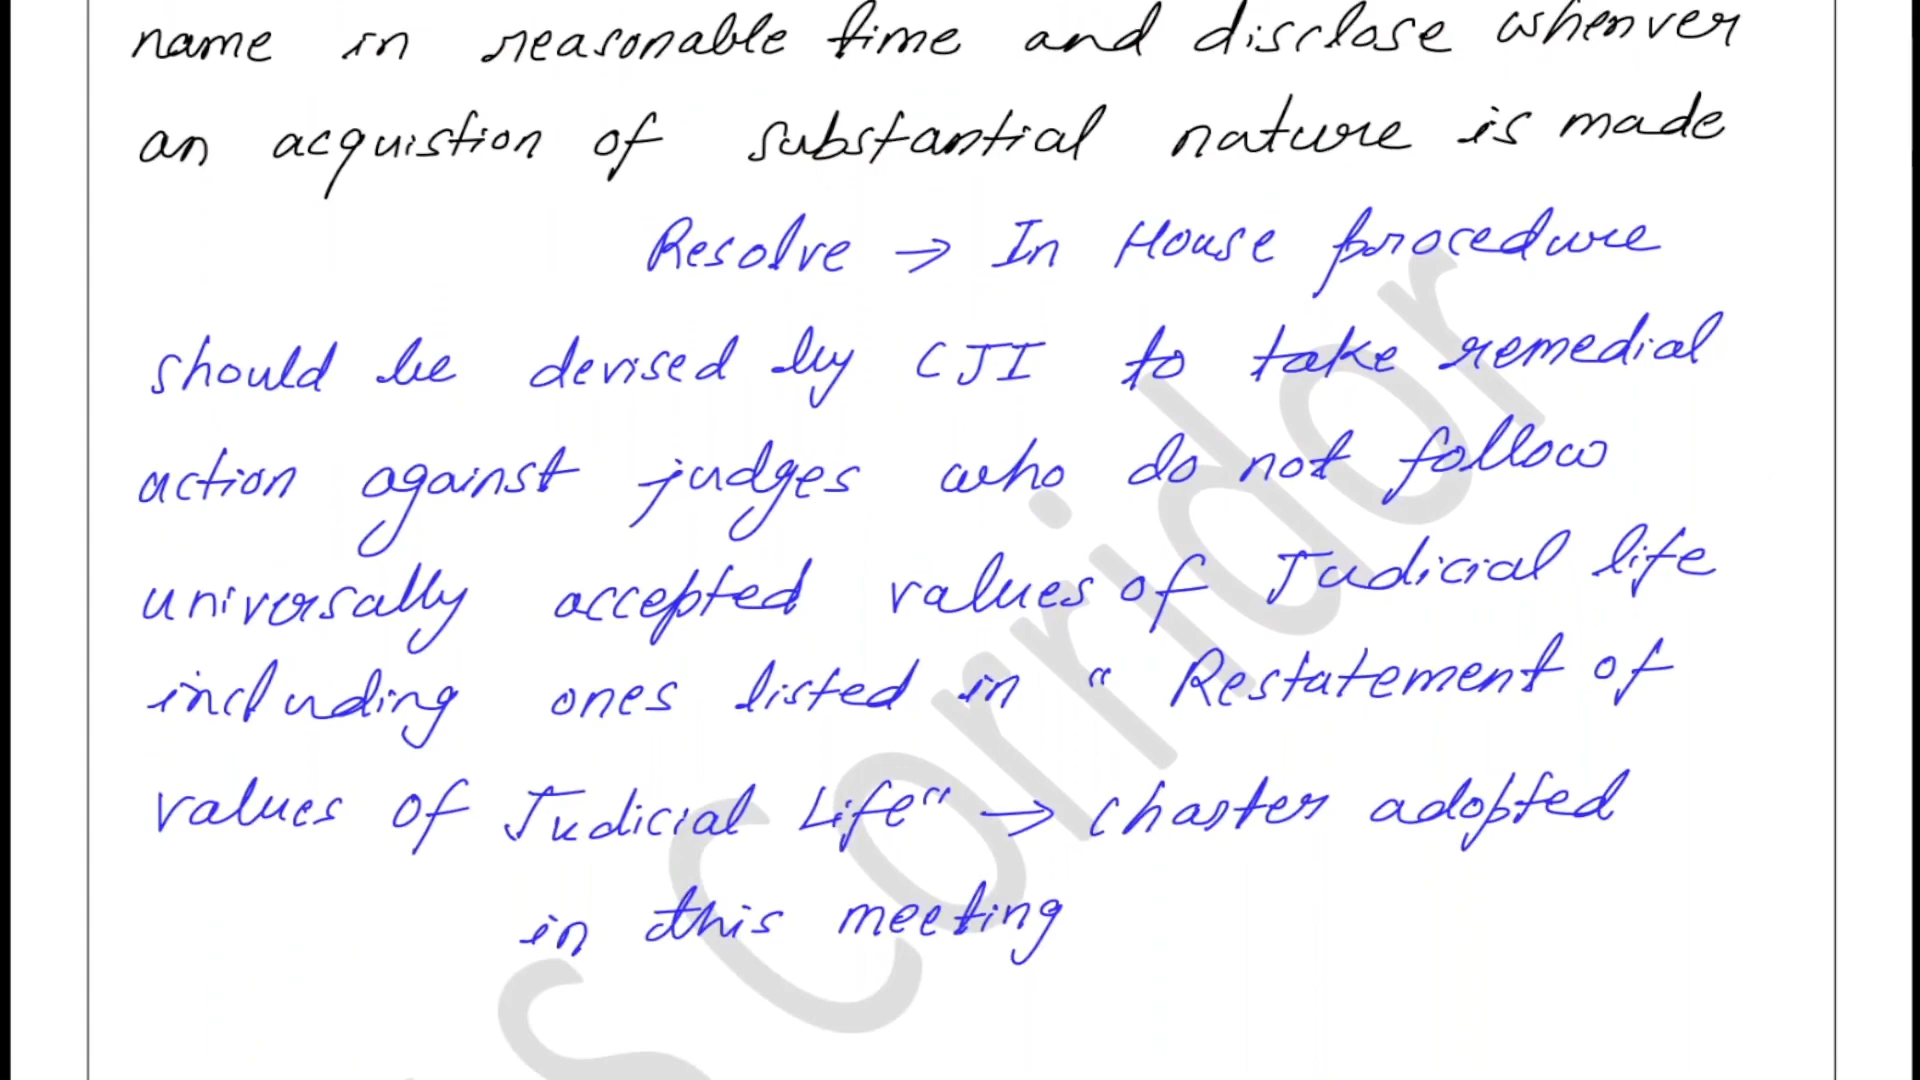 name in reasonable time and disclose whenver
an acquistion of substantial nature is made
Resolve → In House procedure
should be devised by CJI to take remedial
action against judges who do not follow
universally accepted values of Judicial life
including ones listed in " Restatement of
values of Judicial Life" → charter adopted
in this meeting
s Corridor